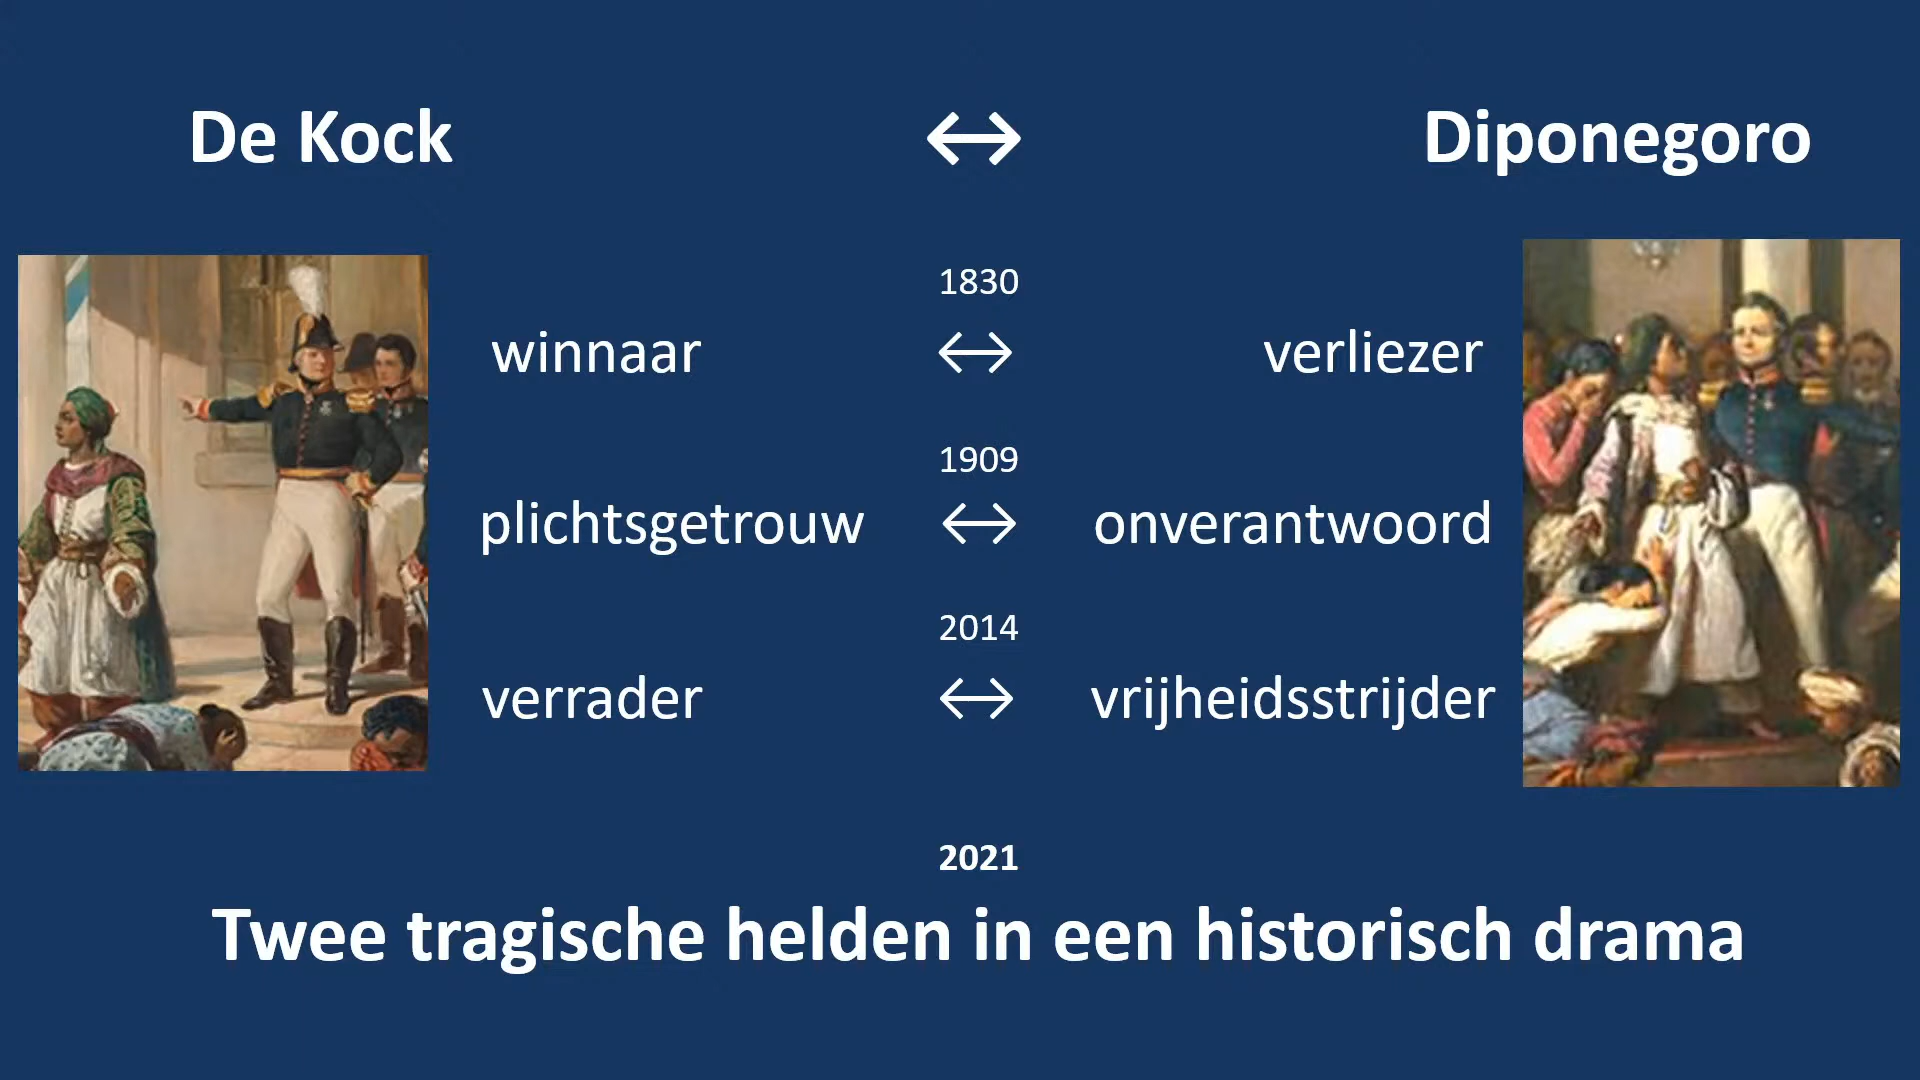 De Kock ↔ Diponegoro
1830
winnaar ↔ verliezer
1909
plichtsgetrouw ↔ onverantwoord
2014
verrader ↔ vrijheidsstrijder
2021
Twee tragische helden in een historisch drama